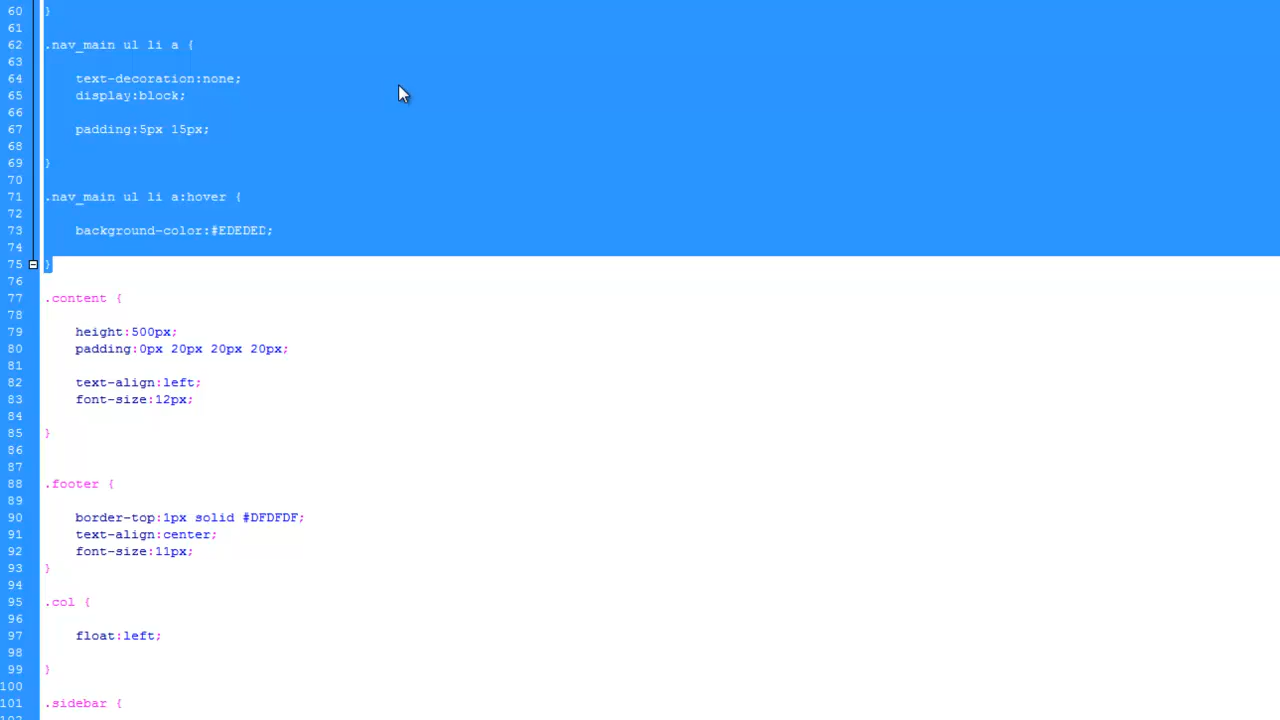 60 }
61
62 .nav_main ul li a {
63
64 text-decoration:none;
65 display:block;
66
67 padding:5px 15px;
68
69 }
70
71 .nav_main ul li a:hover {
72
73 background-color:#EDEDED;
74
75 }
76
77 .content {
78
79 height:500px;
80 padding:0px 20px 20px 20px;
81
82 text-align:left;
83 font-size:12px;
84
85 }
86
87
88 .footer {
89
90 border-top:1px solid #DFDFDF;
91 text-align:center;
92 font-size:11px;
93 }
94
95 .col {
96
97 float:left;
98
99 }
100
101 .sidebar {